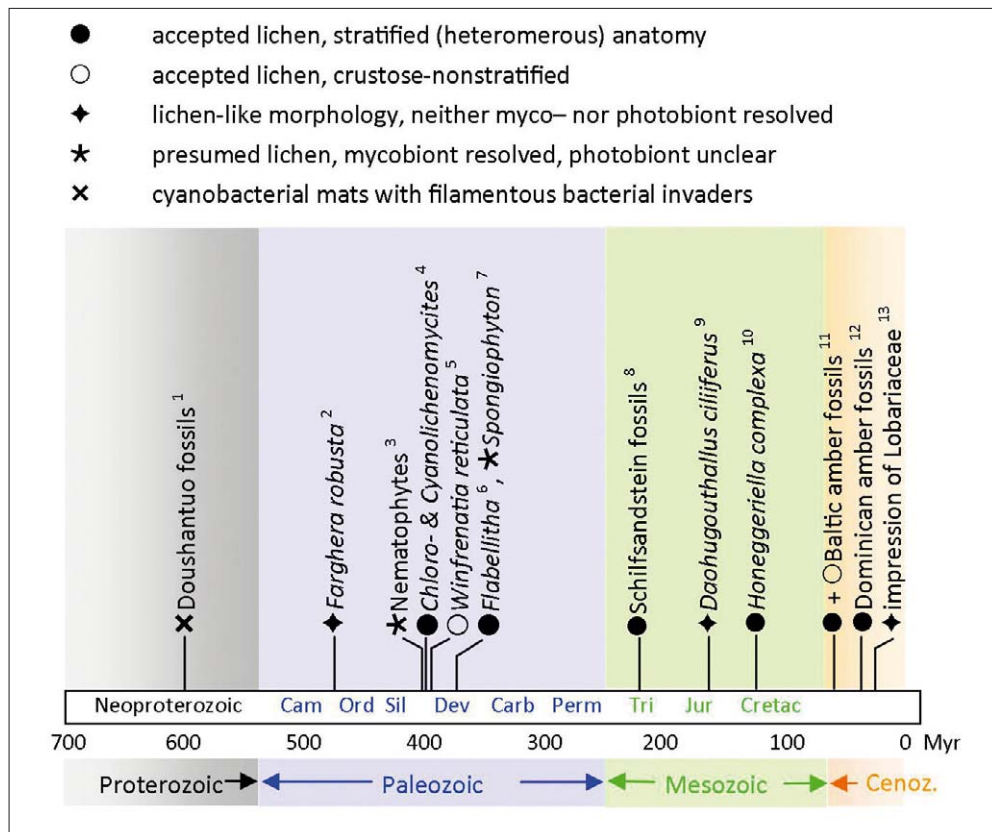 accepted lichen, stratified (heteromerous) anatomy
accepted lichen, crustose-nonstratified
lichen-like morphology, neither myco– nor photobiont resolved
presumed lichen, mycobiont resolved, photobiont unclear
cyanobacterial mats with filamentous bacterial invaders
Doushantuo fossils 1
Farghera robusta 2
Nematophytes 3
Chloro- & Cyanolichenomycites 4
Winfrenatia reticulata 5
Flabellitha 6, Spongiophyton 7
Schilfsandstein fossils 8
Daohugouthallus ciliiferus 9
Honeggeriella complexa 10
+ Baltic amber fossils 11
Dominican amber fossils 12
impression of Lobariaceae 13
Neoproterozoic Cam Ord Sil Dev Carb Perm Tri Jur Cretac
700 600 500 400 300 200 100 0 Myr
Proterozoic Paleozoic Mesozoic Cenoz.